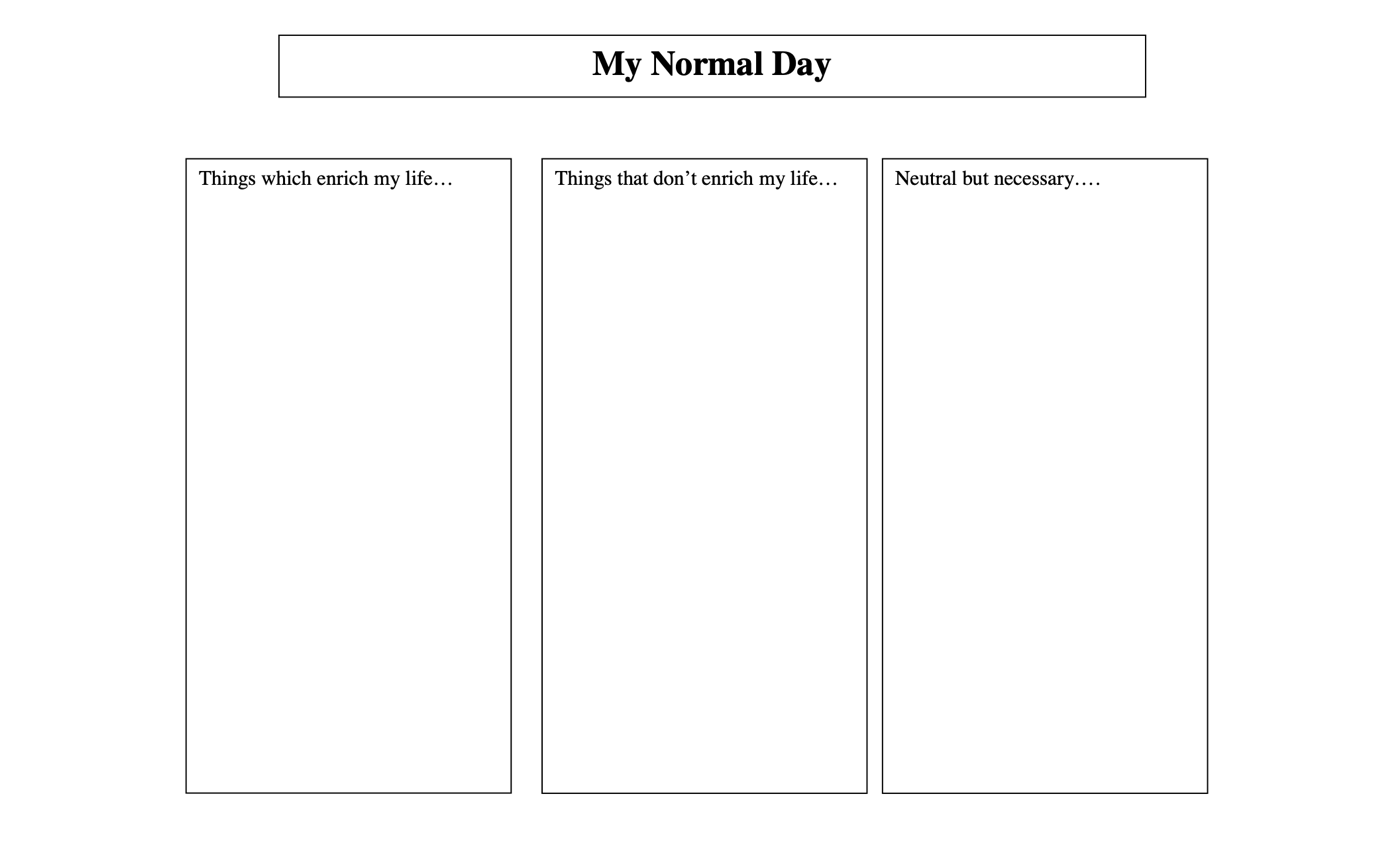 My Normal Day
Things which enrich my life…
Things that don’t enrich my life…
Neutral but necessary….